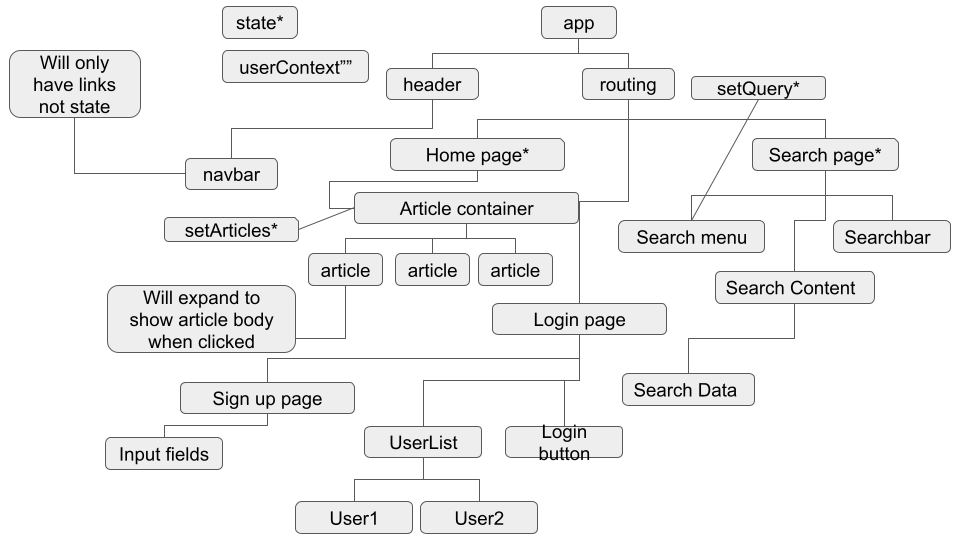 state*
app
userContext””
Will only
have links
not state
header
routing
setQuery*
Home page*
Search page*
navbar
Article container
setArticles*
Search menu
Searchbar
article
article
article
Search Content
Will expand to
show article body
when clicked
Login page
Search Data
Sign up page
Input fields
UserList
Login
button
User1
User2